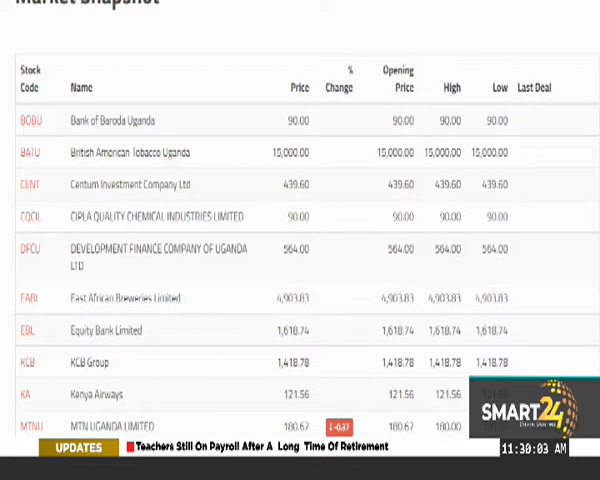 Market Snapshot
Stock Code Name Price % Change Opening Price High Low Last Deal
BOBU Bank of Baroda Uganda 90.00 90.00 90.00 90.00
BATU British American Tobacco Uganda 15,000.00 15,000.00 15,000.00 15,000.00
CENT Centum Investment Company Ltd 439.60 439.60 439.60 439.60
CQCIL CIPLA QUALITY CHEMICAL INDUSTRIES LIMITED 90.00 90.00 90.00 90.00
DFCU DEVELOPMENT FINANCE COMPANY OF UGANDA LTD 564.00 564.00 564.00 564.00
EABL East African Breweries Limited 4,903.83 4,903.83 4,903.83 4,903.83
EBL Equity Bank Limited 1,618.74 1,618.74 1,618.74 1,618.74
KCB KCB Group 1,418.78 1,418.78 1,418.78 1,418.78
KA Kenya Airways 121.56 121.56 121.56
MTNU MTN UGANDA LIMITED 180.67 -0.37 180.67 180.00
SMART24
UPDATES Teachers Still On Payroll After A Long Time Of Retirement
11:30:03 AM